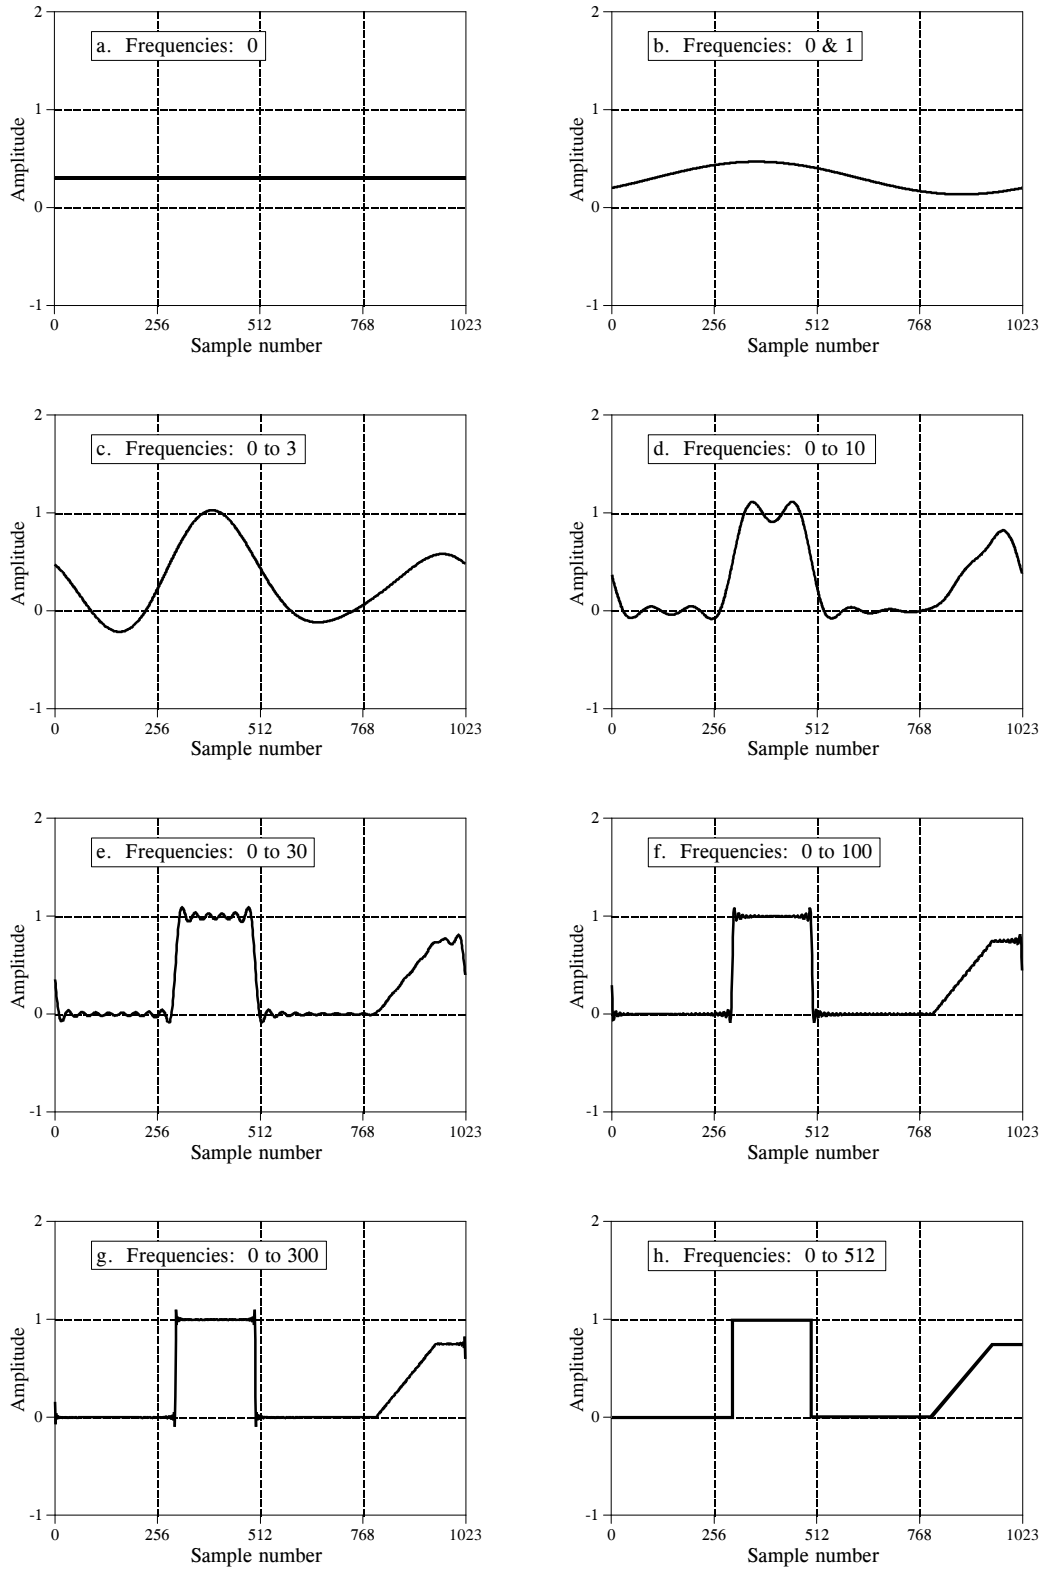 2
a. Frequencies: 0
1
0
-1
Amplitude
0 256 512 768 1023
Sample number
2
b. Frequencies: 0 & 1
1
0
-1
Amplitude
0 256 512 768 1023
Sample number
2
c. Frequencies: 0 to 3
1
0
-1
Amplitude
0 256 512 768 1023
Sample number
2
d. Frequencies: 0 to 10
1
0
-1
Amplitude
0 256 512 768 1023
Sample number
2
e. Frequencies: 0 to 30
1
0
-1
Amplitude
0 256 512 768 1023
Sample number
2
f. Frequencies: 0 to 100
1
0
-1
Amplitude
0 256 512 768 1023
Sample number
2
g. Frequencies: 0 to 300
1
0
-1
Amplitude
0 256 512 768 1023
Sample number
2
h. Frequencies: 0 to 512
1
0
-1
Amplitude
0 256 512 768 1023
Sample number